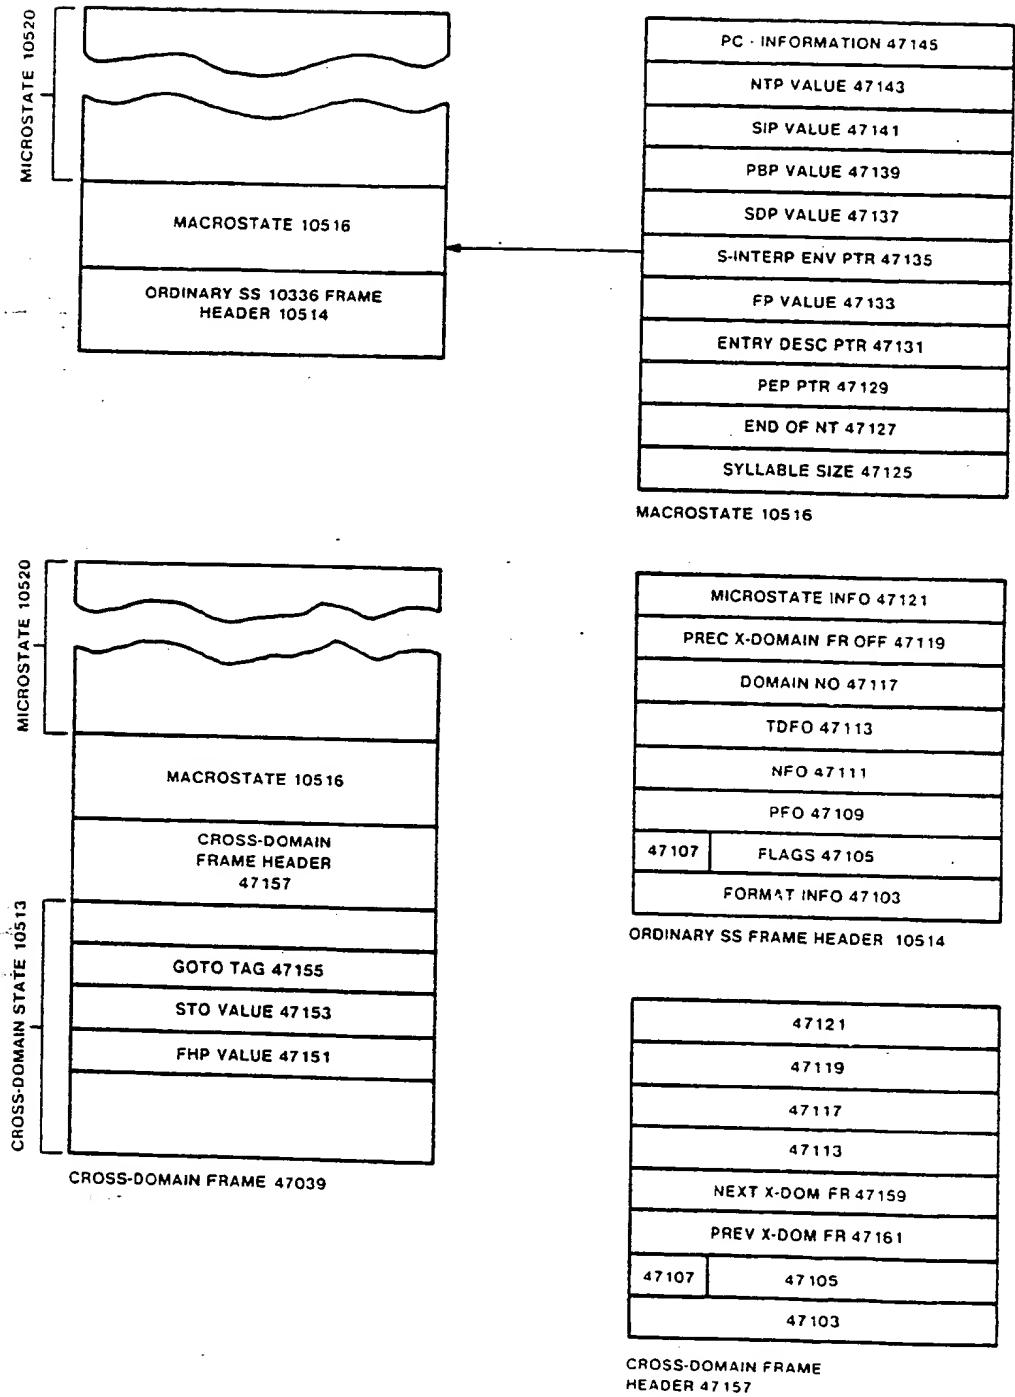 MICROSTATE 10520
MACROSTATE 10516
ORDINARY SS 10336 FRAME
HEADER 10514
PC - INFORMATION 47145
NTP VALUE 47143
SIP VALUE 47141
PBP VALUE 47139
SDP VALUE 47137
S-INTERP ENV PTR 47135
FP VALUE 47133
ENTRY DESC PTR 47131
PEP PTR 47129
END OF NT 47127
SYLLABLE SIZE 47125
MACROSTATE 10516
MICROSTATE 10520
MACROSTATE 10516
CROSS-DOMAIN
FRAME HEADER
47157
CROSS-DOMAIN STATE 10513
GOTO TAG 47155
STO VALUE 47153
FHP VALUE 47151
CROSS-DOMAIN FRAME 47039
MICROSTATE INFO 47121
PREC X-DOMAIN FR OFF 47119
DOMAIN NO 47117
TDFO 47113
NFO 47111
PFO 47109
47107 FLAGS 47105
FORMAT INFO 47103
ORDINARY SS FRAME HEADER 10514
47121
47119
47117
47113
NEXT X-DOM FR 47159
PREV X-DOM FR 47161
47107 47105
47103
CROSS-DOMAIN FRAME
HEADER 47157